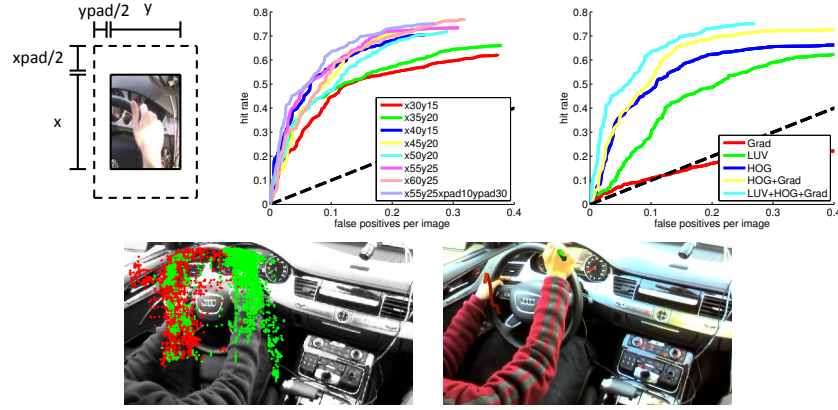 ypad/2
y
xpad/2
x
hit rate
0.8
0.7
0.6
0.5
0.4
0.3
0.2
0.1
0
0
0.1
0.2
0.3
0.4
false positives per image
x30y15
x35y20
x40y15
x45y20
x50y20
x55y25
x60y25
x55y25xpad10ypad30
hit rate
0.8
0.7
0.6
0.5
0.4
0.3
0.2
0.1
0
0
0.1
0.2
0.3
0.4
false positives per image
Grad
LUV
HOG
HOG+Grad
LUV+HOG+Grad